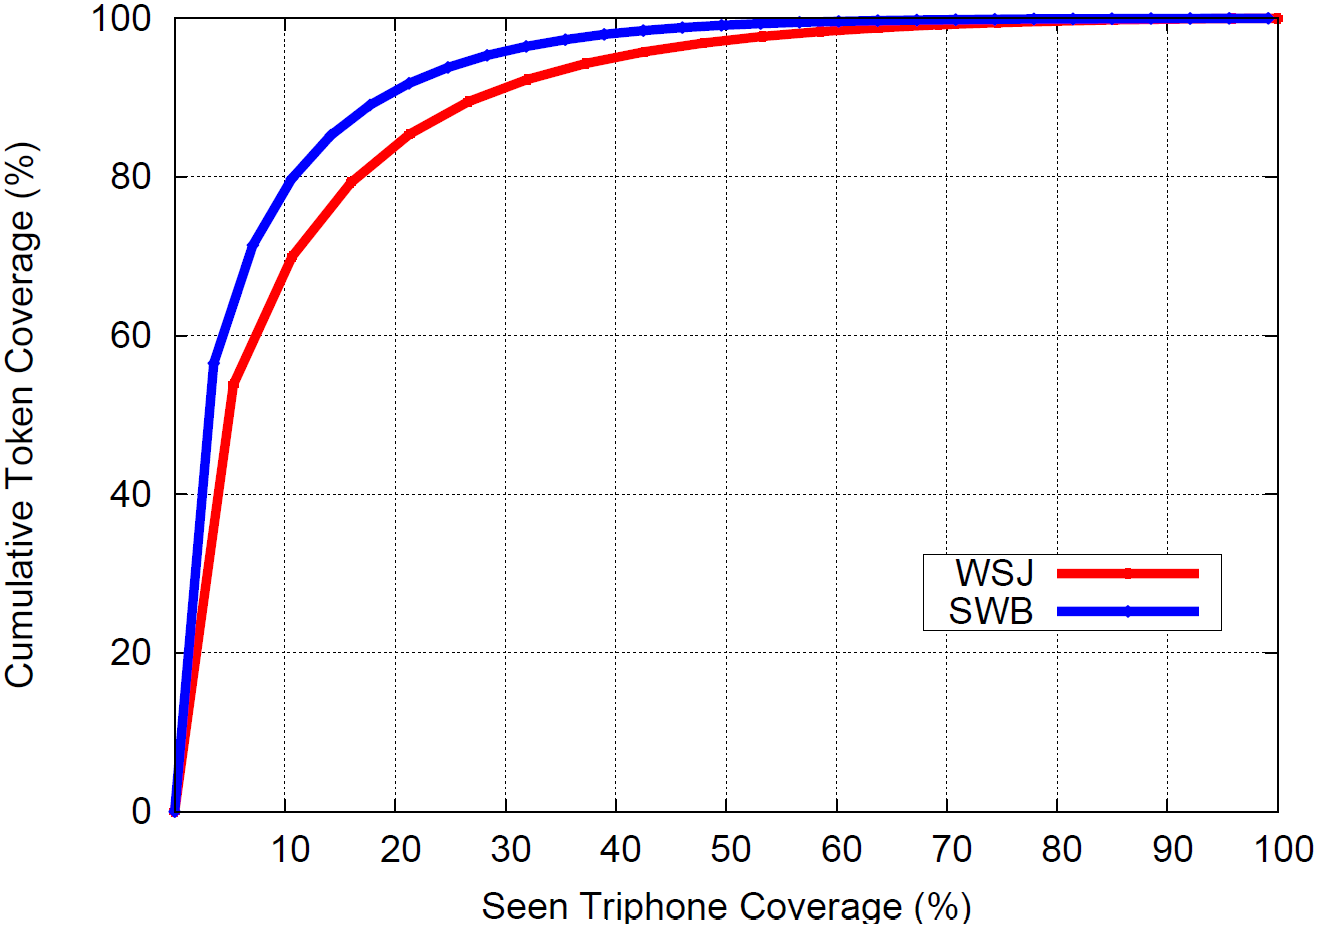 100
80
60
40
20
0
Cumulative Token Coverage (%)
WSJ
SWB
10 20 30 40 50 60 70 80 90 100
Seen Triphone Coverage (%)